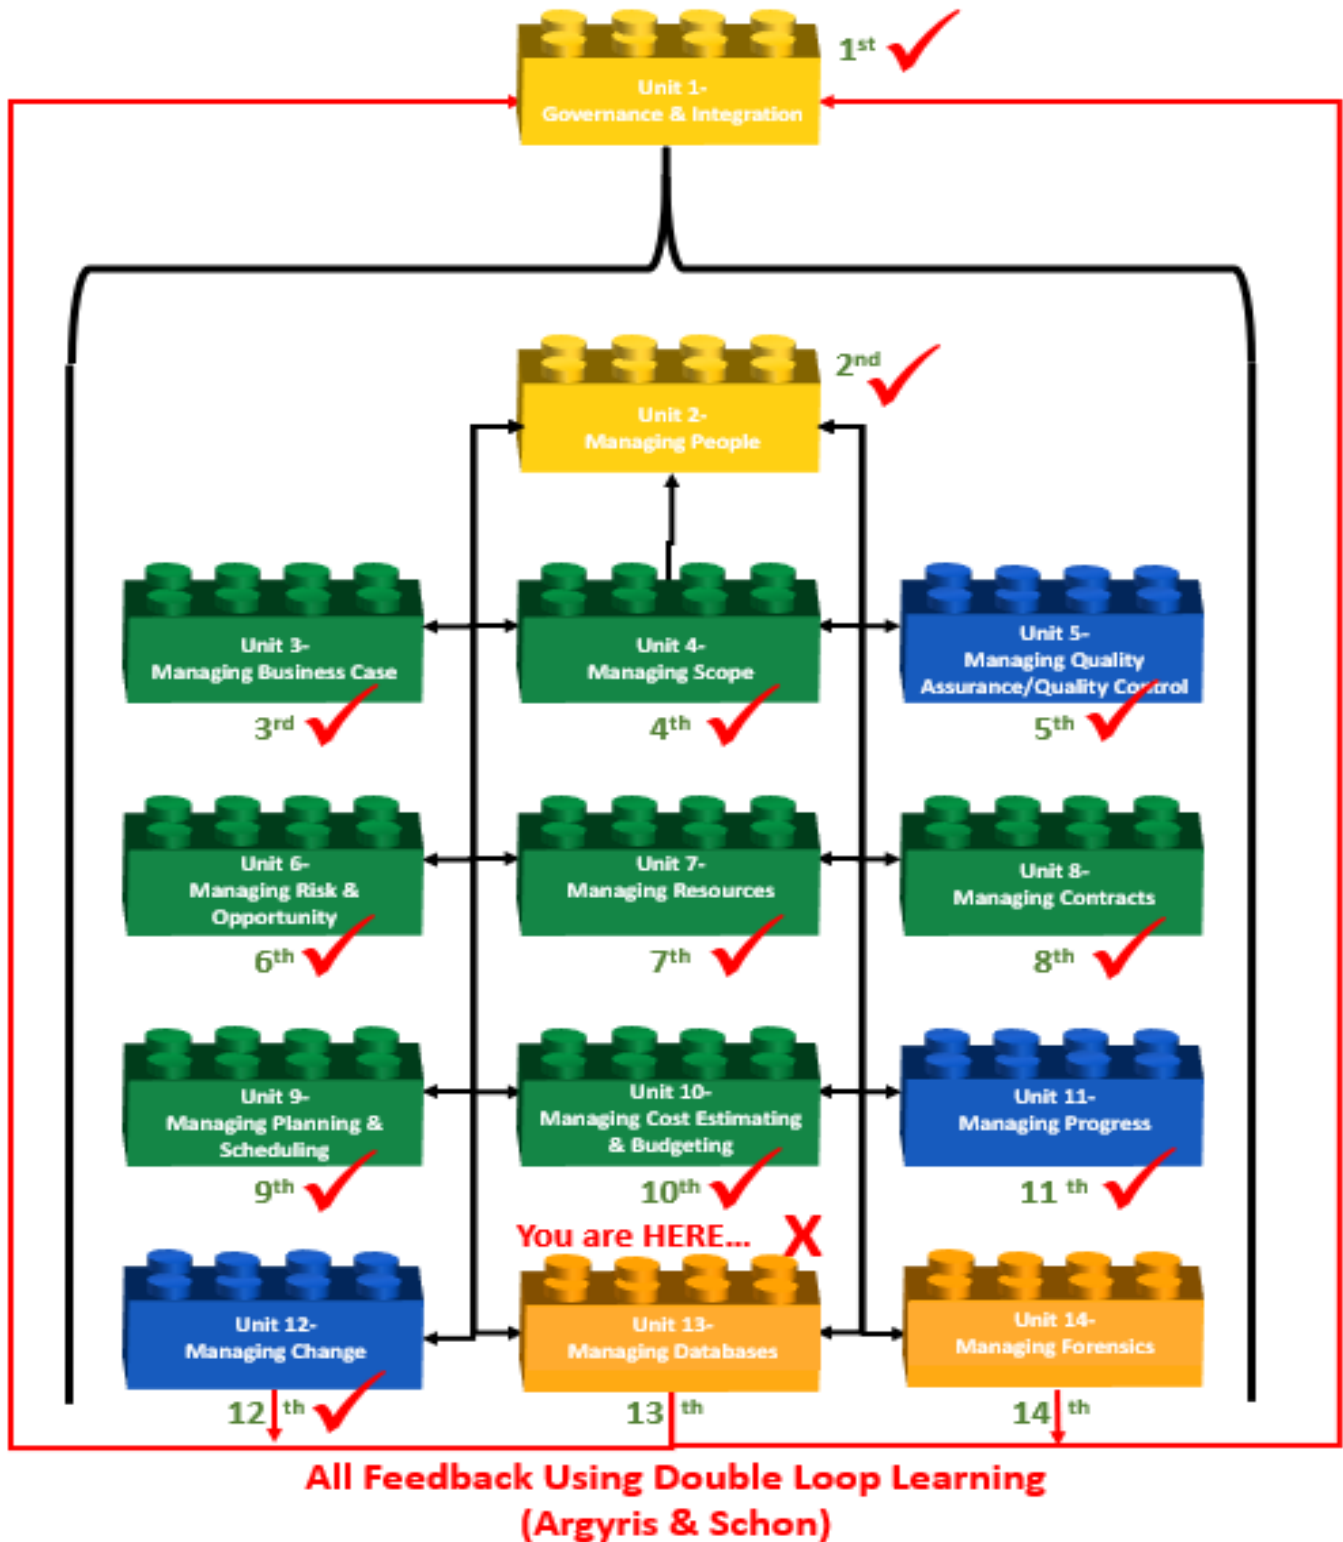 1st
Unit 1-
Governance & Integration
2nd
Unit 2-
Managing People
Unit 3-
Managing Business Case
3rd
Unit 4-
Managing Scope
4th
Unit 5-
Managing Quality
Assurance/Quality Control
5th
Unit 6-
Managing Risk &
Opportunity
6th
Unit 7-
Managing Resources
7th
Unit 8-
Managing Contracts
8th
Unit 9-
Managing Planning &
Scheduling
9th
Unit 10-
Managing Cost Estimating
& Budgeting
10th
Unit 11-
Managing Progress
11 th
You are HERE... X
Unit 12-
Managing Change
12 th
Unit 13-
Managing Databases
13 th
Unit 14-
Managing Forensics
14 th
All Feedback Using Double Loop Learning
(Argyris & Schon)